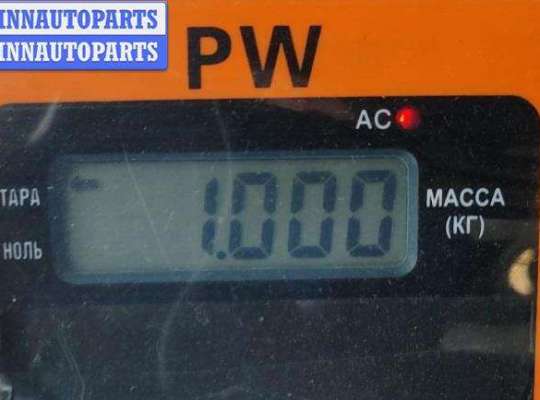 INNAUTOPARTS
INNAUTOPARTS
PW
AC
ТАРА
1.000
МАССА
(КГ)
НОЛЬ